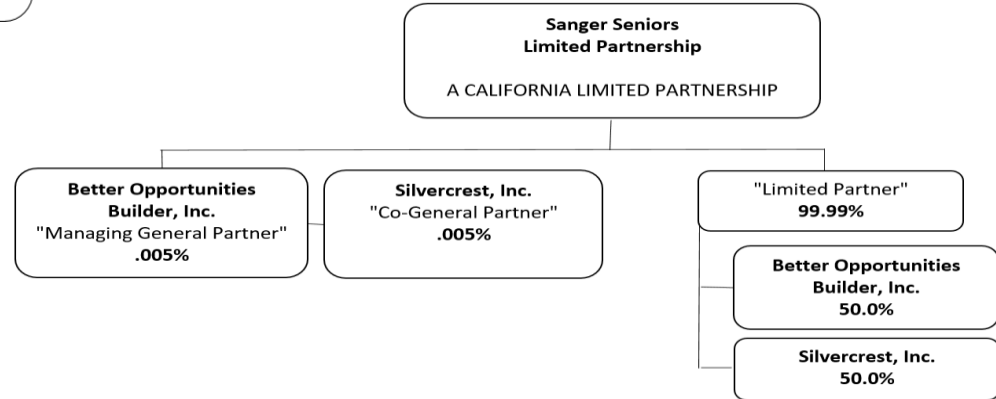 Sanger Seniors
Limited Partnership
A CALIFORNIA LIMITED PARTNERSHIP
Better Opportunities
Builder, Inc.
"Managing General Partner"
.005%
Silvercrest, Inc.
"Co-General Partner"
.005%
"Limited Partner"
99.99%
Better Opportunities
Builder, Inc.
50.0%
Silvercrest, Inc.
50.0%